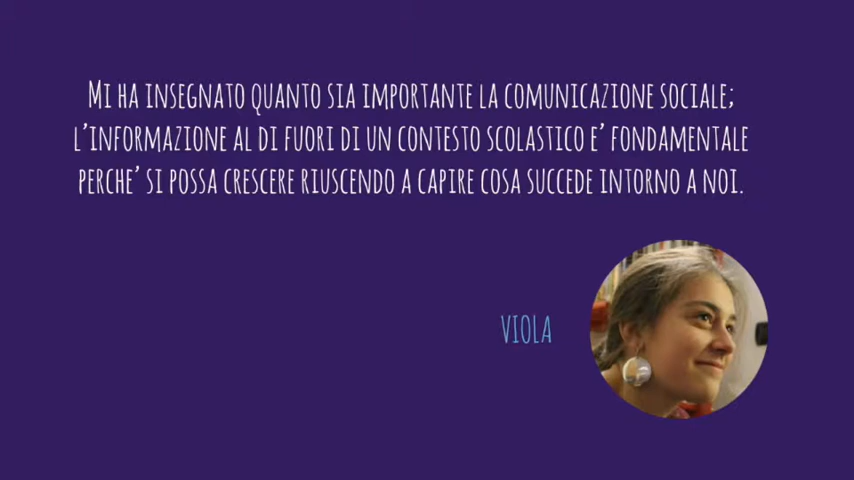 Mi ha insegnato quanto sia importante la comunicazione sociale;
l'informazione al di fuori di un contesto scolastico e' fondamentale
perche' si possa crescere riuscendo a capire cosa succede intorno a noi.
VIOLA